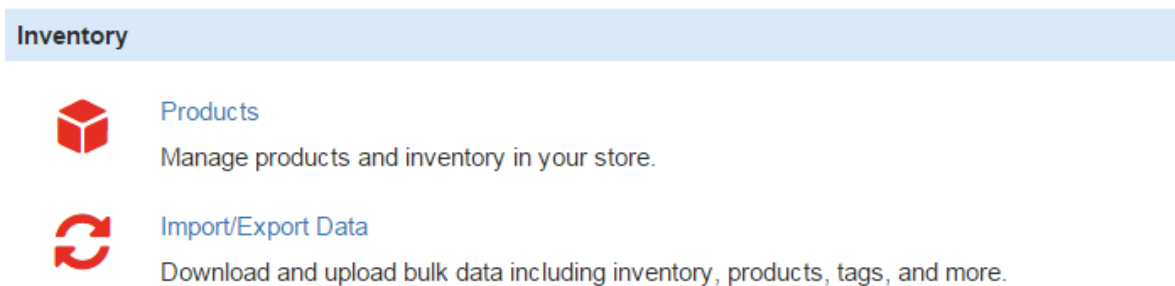 Inventory
Products
Manage products and inventory in your store.
Import/Export Data
Download and upload bulk data including inventory, products, tags, and more.